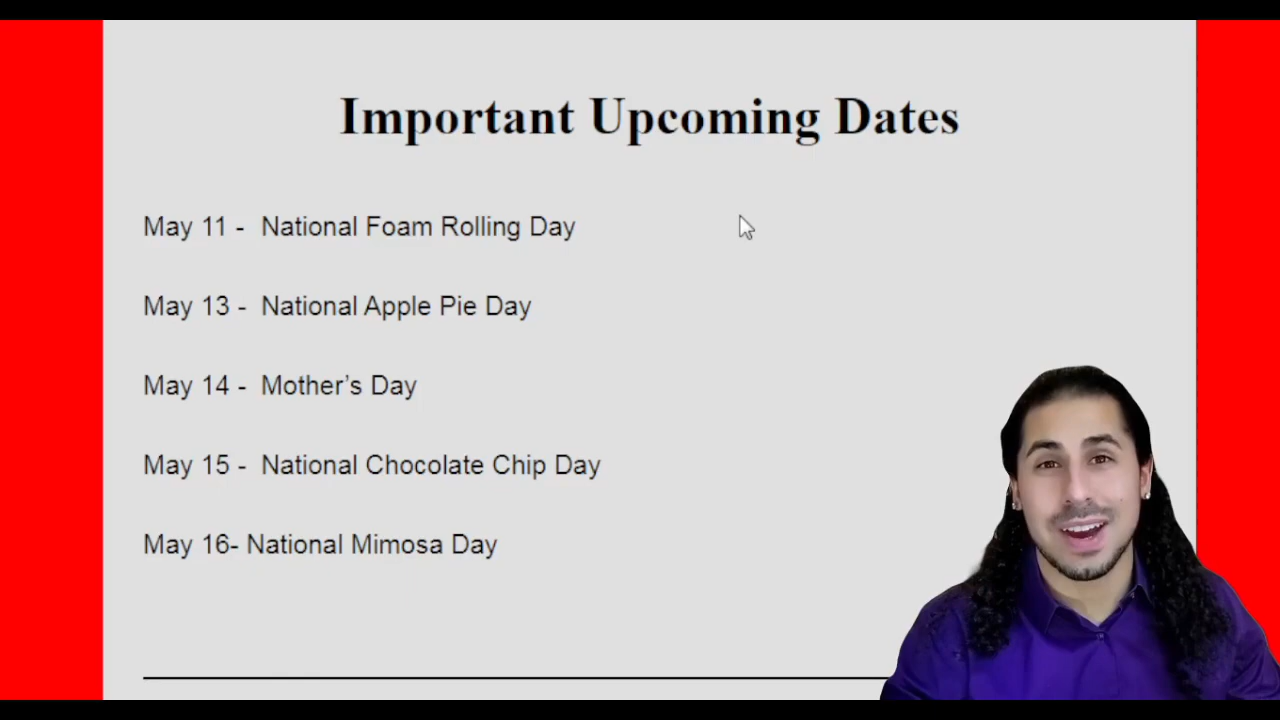 Important Upcoming Dates
May 11 -  National Foam Rolling Day
May 13 -  National Apple Pie Day
May 14 -  Mother’s Day
May 15 -  National Chocolate Chip Day
May 16- National Mimosa Day